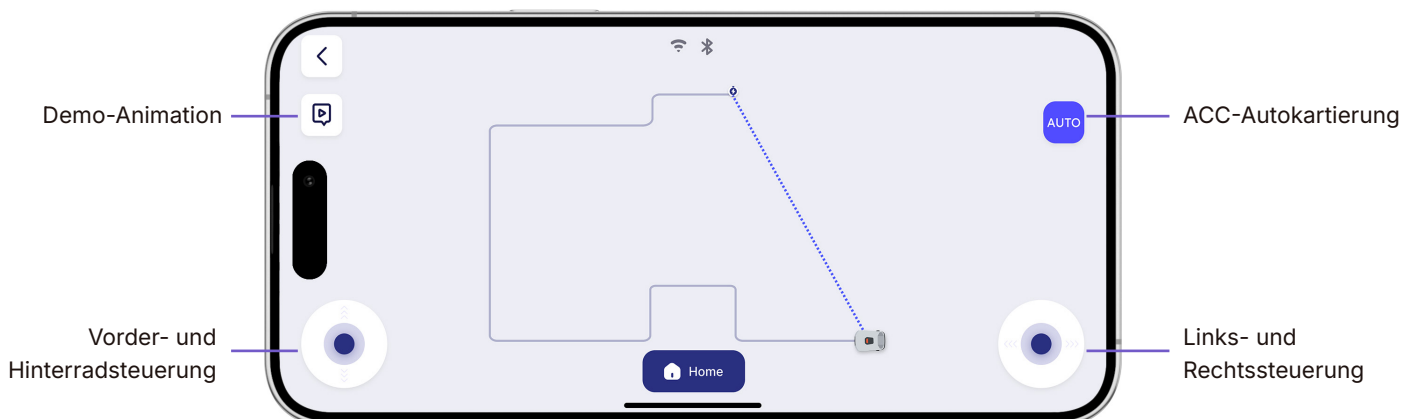 Demo-Animation
AUTO
ACC-Autokartierung
Vorder- und
Hinterradsteuerung
Home
Links- und
Rechtssteuerung